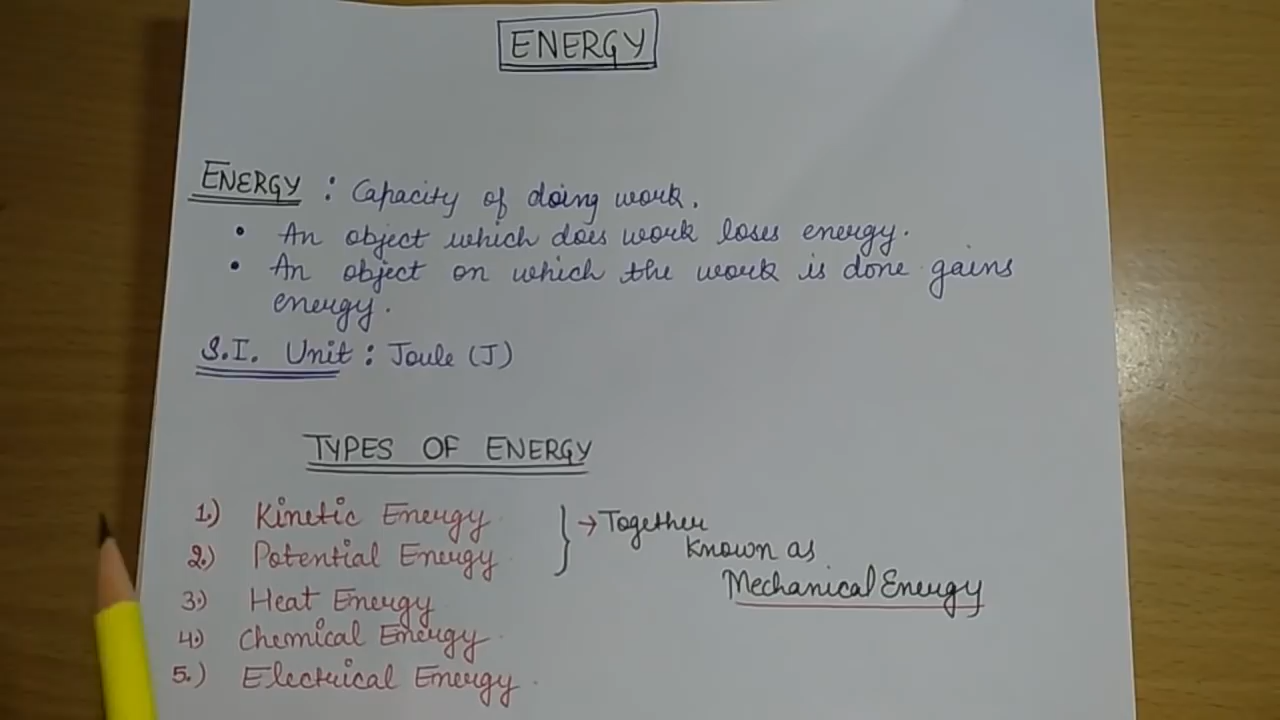 ENERGY
ENERGY : Capacity of doing work.
• An object which does work loses energy.
• An object on which the work is done gains
energy.
S.I. Unit : Joule (J)
TYPES OF ENERGY
1.) Kinetic Energy
2.) Potential Energy
} → Together
known as
Mechanical Energy
3.) Heat Energy
4.) Chemical Energy
5.) Electrical Energy